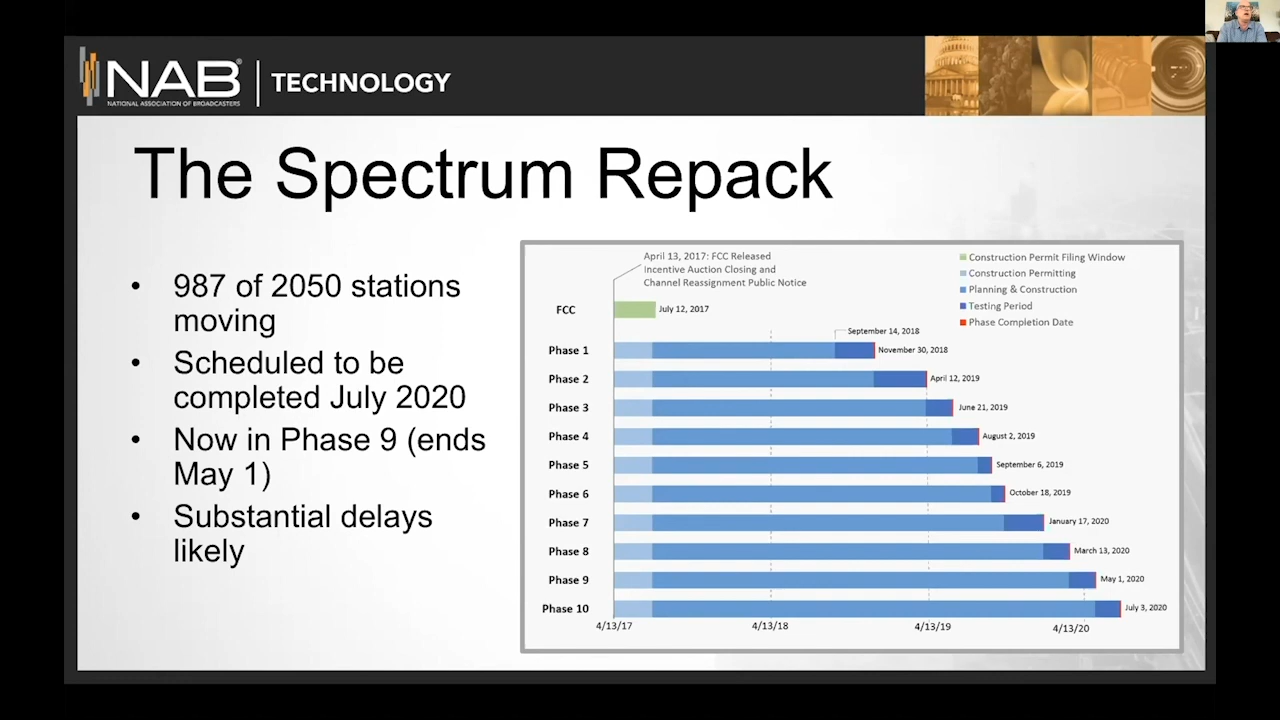 NAB®
NATIONAL ASSOCIATION OF BROADCASTERS
TECHNOLOGY
The Spectrum Repack
• 987 of 2050 stations
moving
• Scheduled to be
completed July 2020
• Now in Phase 9 (ends
May 1)
• Substantial delays
likely
April 13, 2017: FCC Released
Incentive Auction Closing and
Channel Reassignment Public Notice
Construction Permit Filing Window
Construction Permitting
Planning & Construction
Testing Period
Phase Completion Date
FCC July 12, 2017
September 14, 2018
Phase 1 November 30, 2018
Phase 2 April 12, 2019
Phase 3 June 21, 2019
Phase 4 August 2, 2019
Phase 5 September 6, 2019
Phase 6 October 18, 2019
Phase 7 January 17, 2020
Phase 8 March 13, 2020
Phase 9 May 1, 2020
Phase 10 July 3, 2020
4/13/17 4/13/18 4/13/19 4/13/20